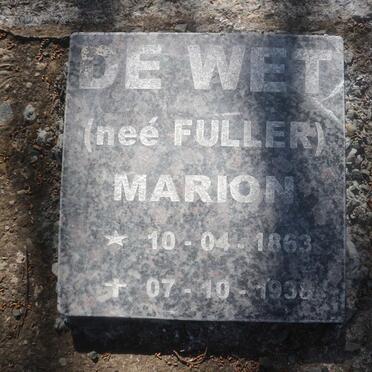 DE WET
(neé FULLER)
MARION
★ 10 - 04 - 1863
✝ 07 - 10 - 1938